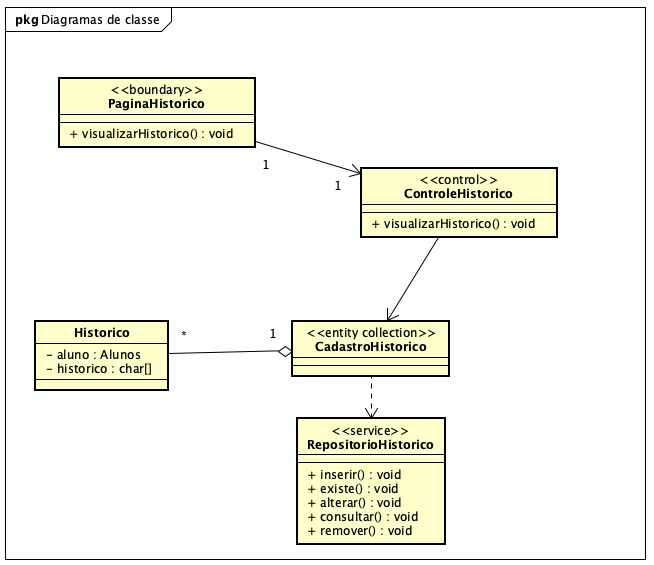 pkg Diagramas de classe
<<boundary>>
PaginaHistorico
+ visualizarHistorico() : void
1
1
<<control>>
ControleHistorico
+ visualizarHistorico() : void
Historico
- aluno : Alunos
- historico : char[]
*
1
<<entity collection>>
CadastroHistorico
<<service>>
RepositorioHistorico
+ inserir() : void
+ existe() : void
+ alterar() : void
+ consultar() : void
+ remover() : void